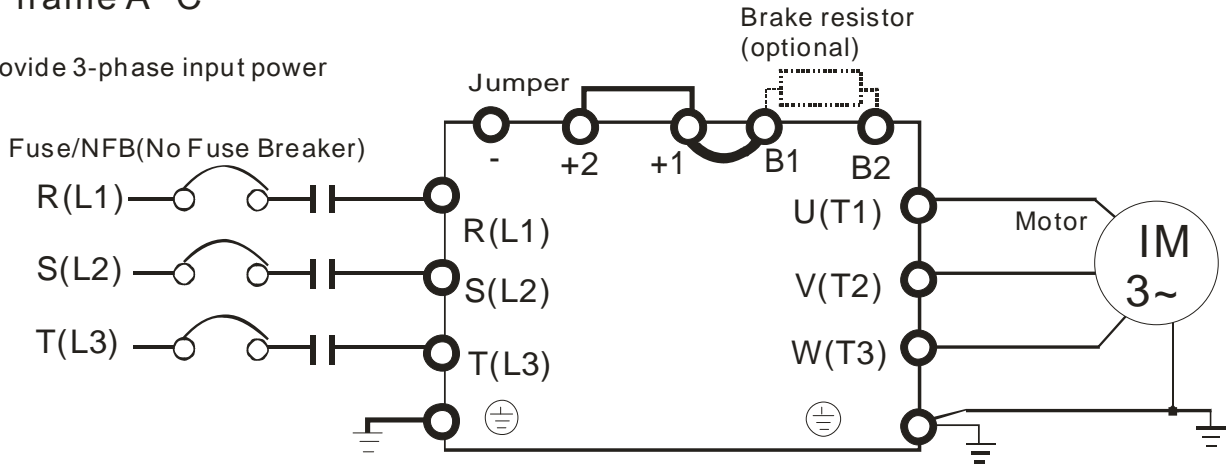 frame A C
ovide 3-phase input power
Brake resistor
(optional)
Jumper
Fuse/NFB(No Fuse Breaker)
- +2 +1 B1 B2
R(L1)
S(L2)
T(L3)
R(L1)
S(L2)
T(L3)
U(T1)
V(T2)
W(T3)
Motor
IM
3~